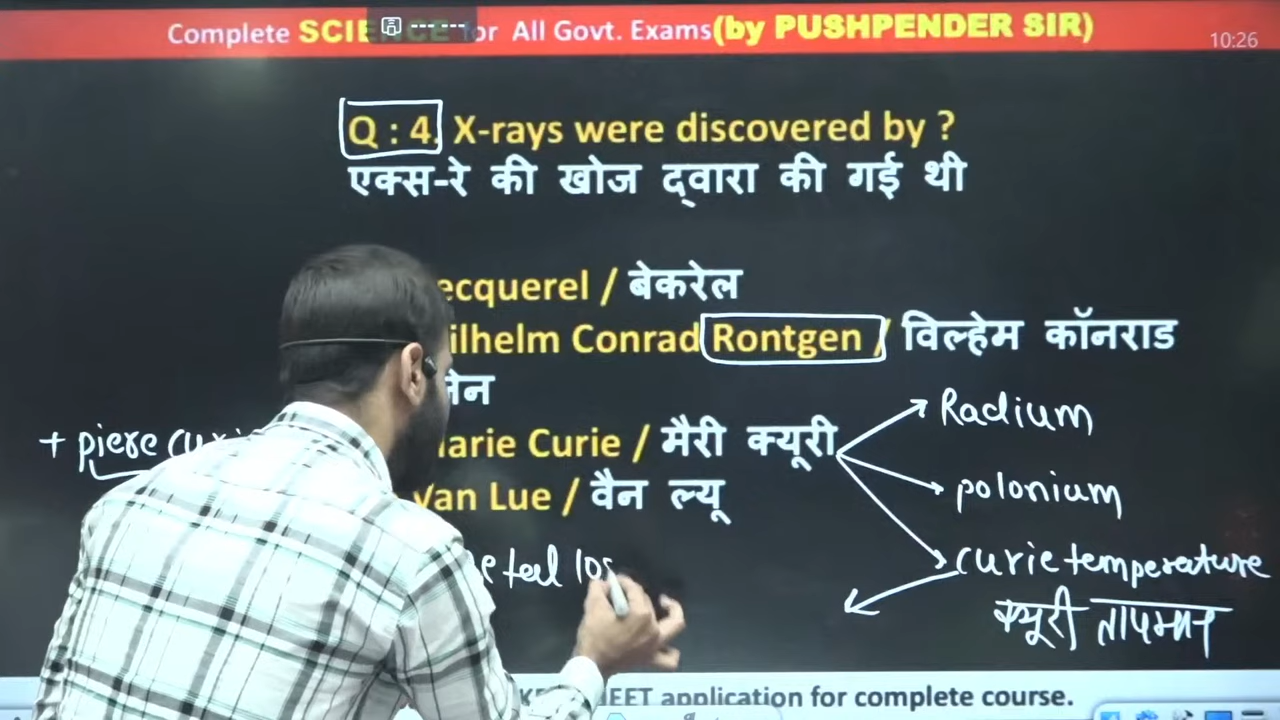 Complete SCIENCE for All Govt. Exams(by PUSHPENDER SIR)
10:26
Q : 4. X-rays were discovered by ?
एक्स-रे की खोज द्वारा की गई थी
ecquerel / बेकरेल
ilhelm Conrad Rontgen / विल्हेम कॉनराड
जेन
arie Curie / मैरी क्यूरी
Van Lue / वैन ल्यू
+ piere
Radium
polonium
curie temperature
क्यूरी तापमान
EET application for complete course.